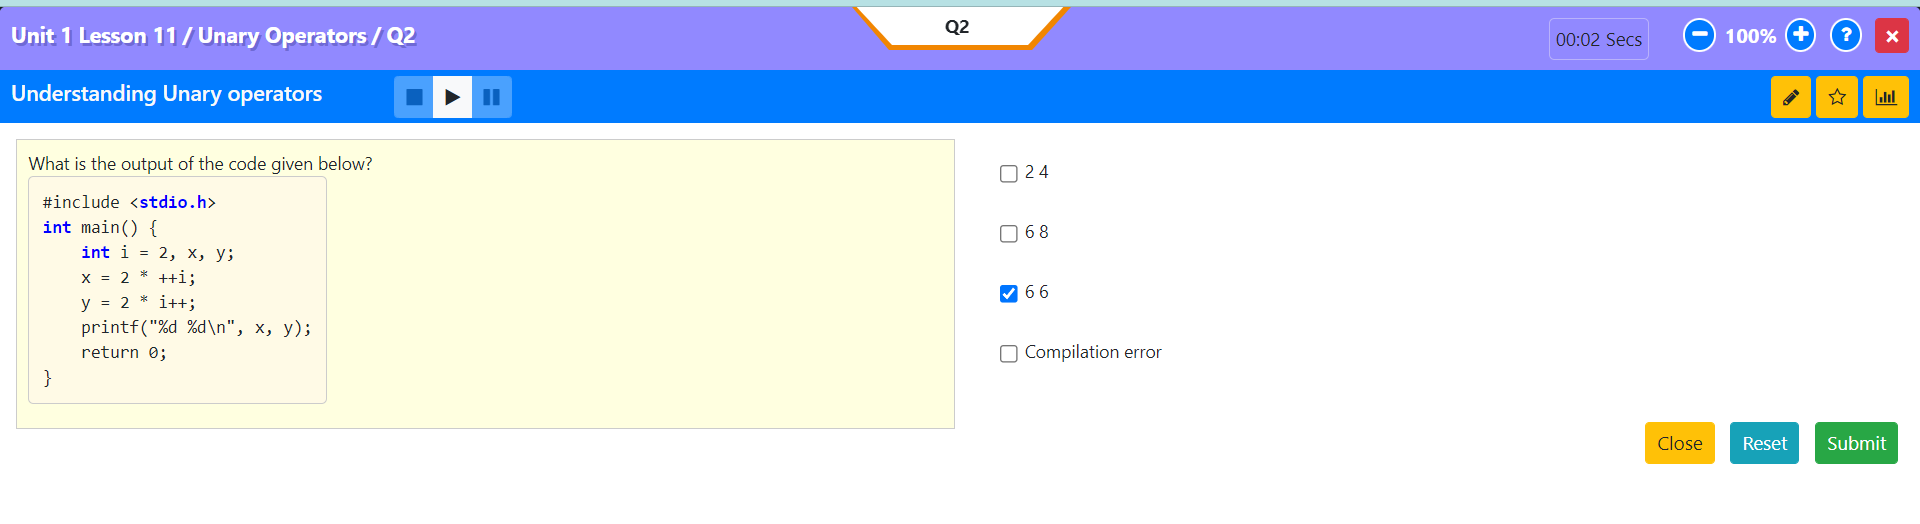 Unit 1 Lesson 11 / Unary Operators / Q2
Q2
00:02 Secs
100%
?
Understanding Unary operators
What is the output of the code given below?
#include <stdio.h>
int main() {
    int i = 2, x, y;
    x = 2 * ++i;
    y = 2 * i++;
    printf("%d %d\n", x, y);
    return 0;
}
2 4
6 8
6 6
Compilation error
Close
Reset
Submit